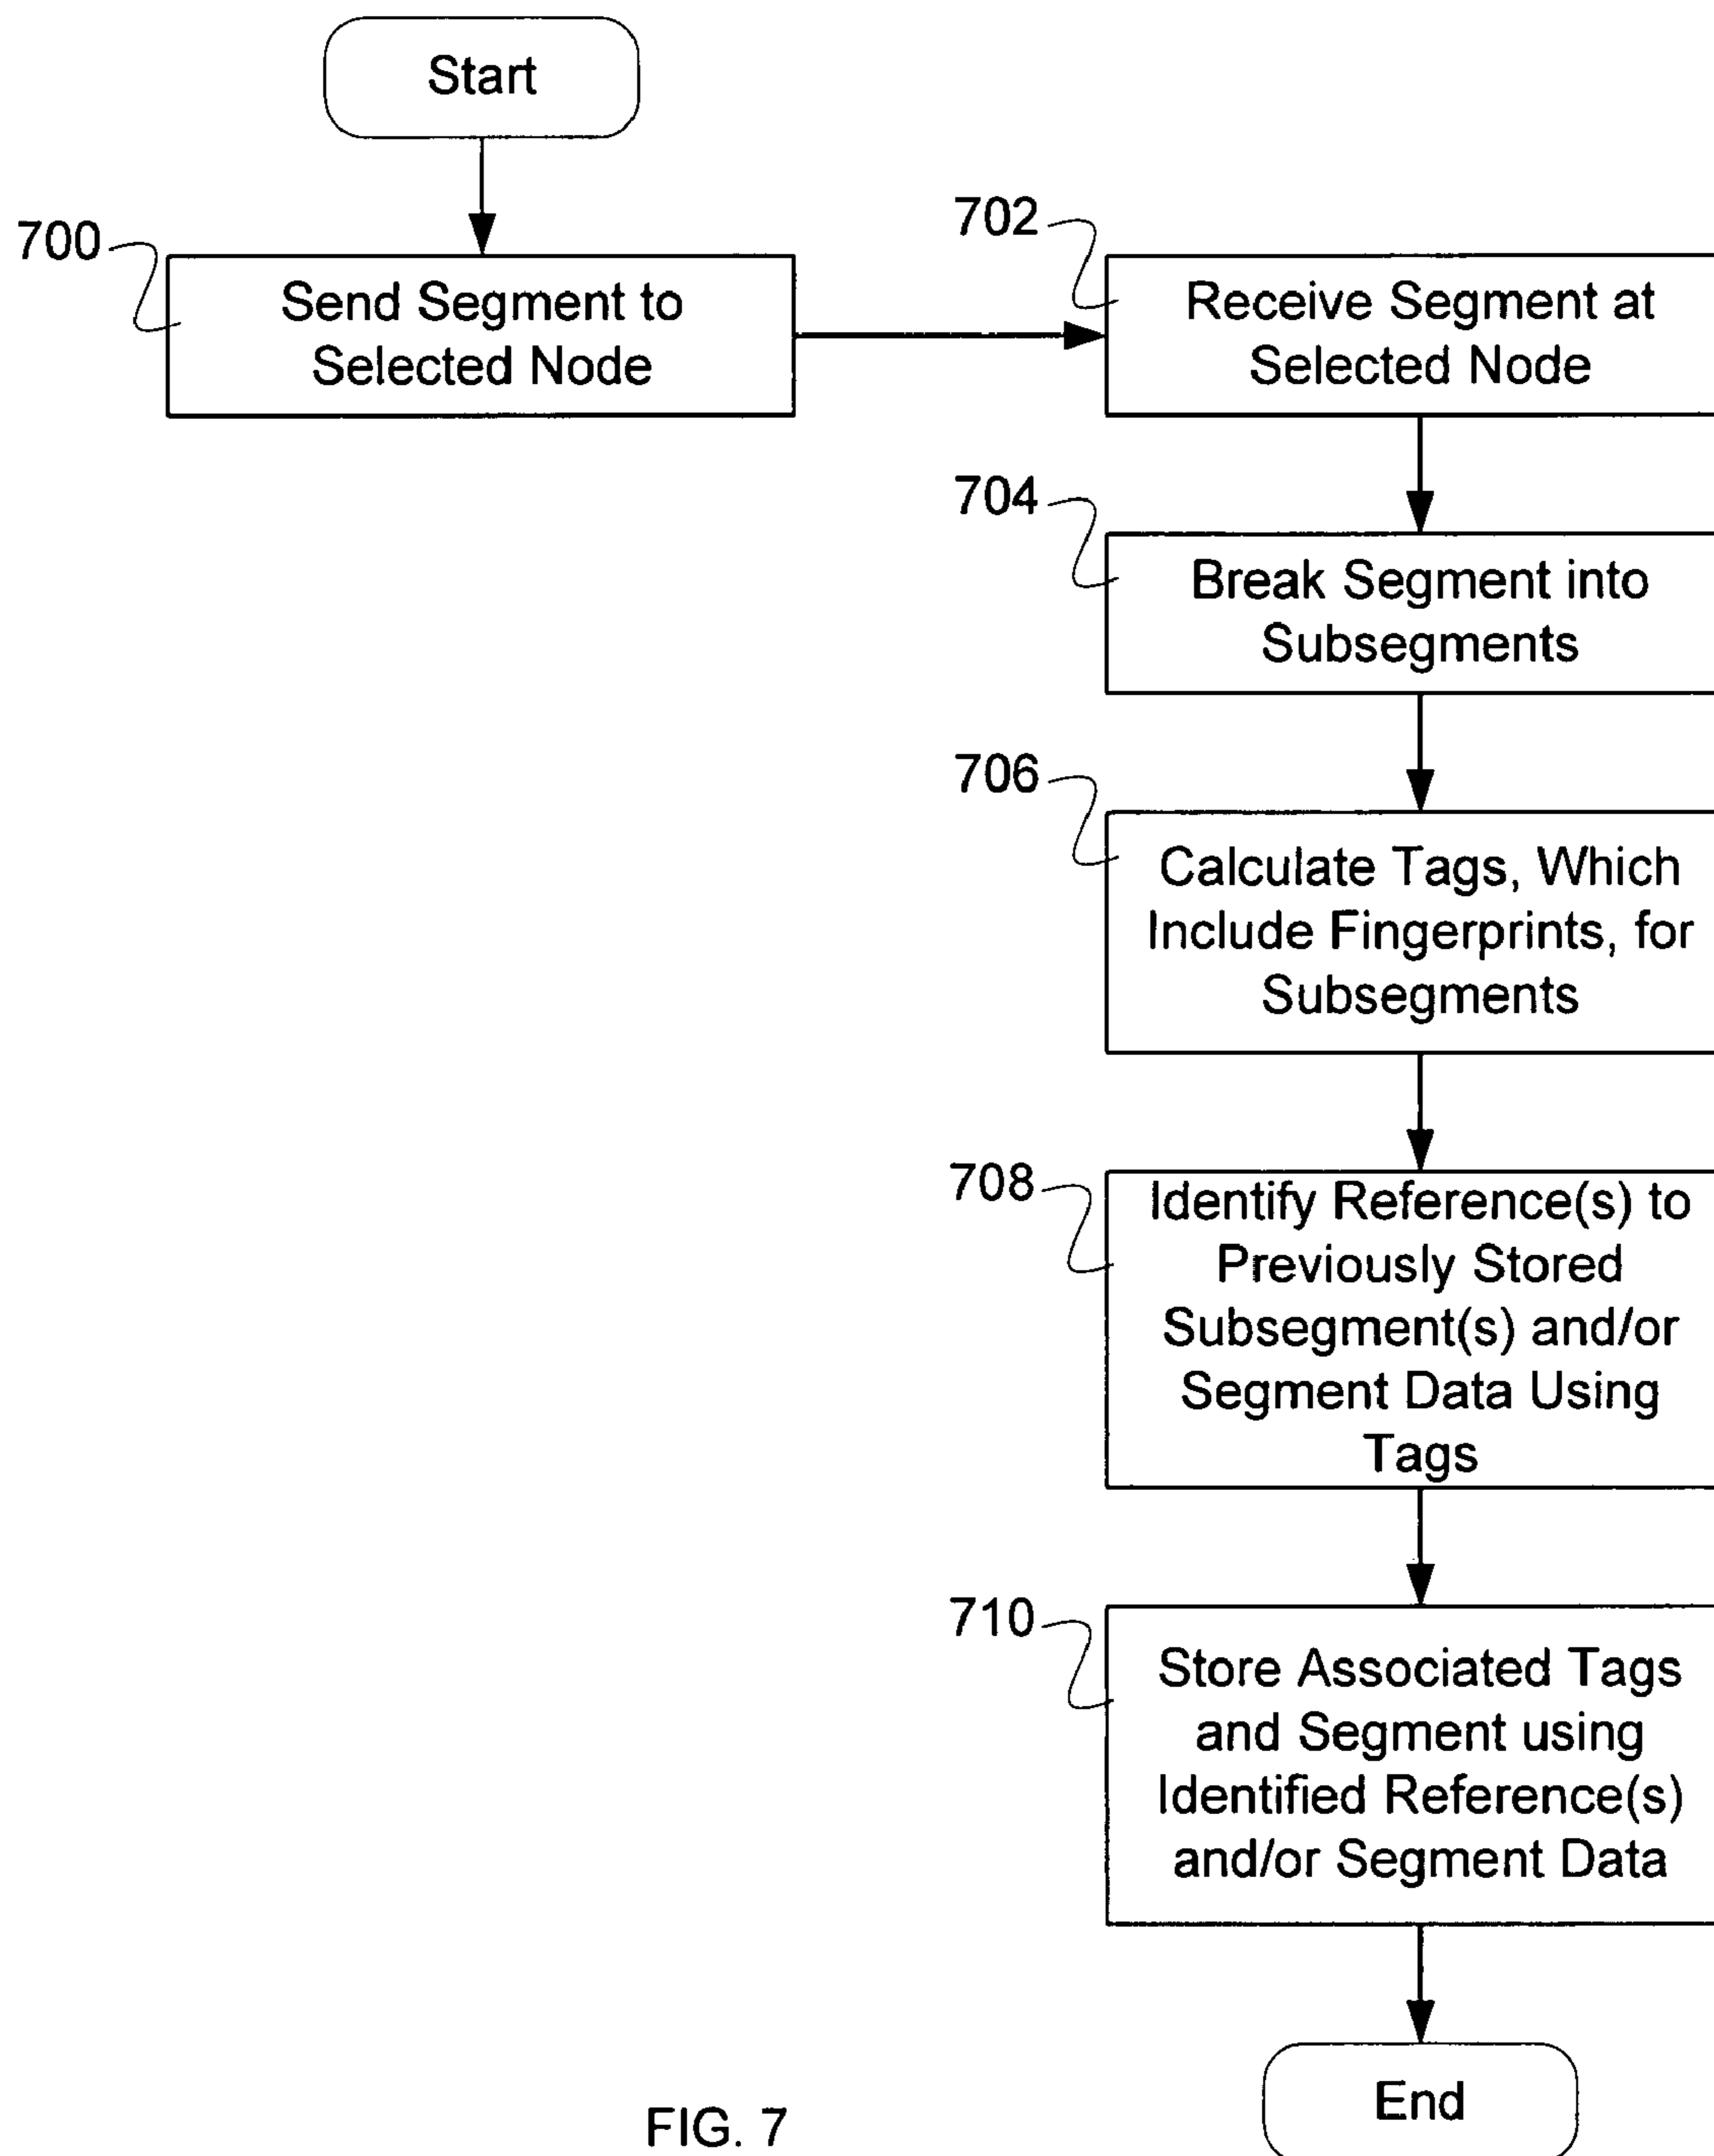 Start
700
Send Segment to
Selected Node
702
Receive Segment at
Selected Node
704
Break Segment into
Subsegments
706
Calculate Tags, Which
Include Fingerprints, for
Subsegments
708
Identify Reference(s) to
Previously Stored
Subsegment(s) and/or
Segment Data Using
Tags
710
Store Associated Tags
and Segment using
Identified Reference(s)
and/or Segment Data
End
FIG. 7